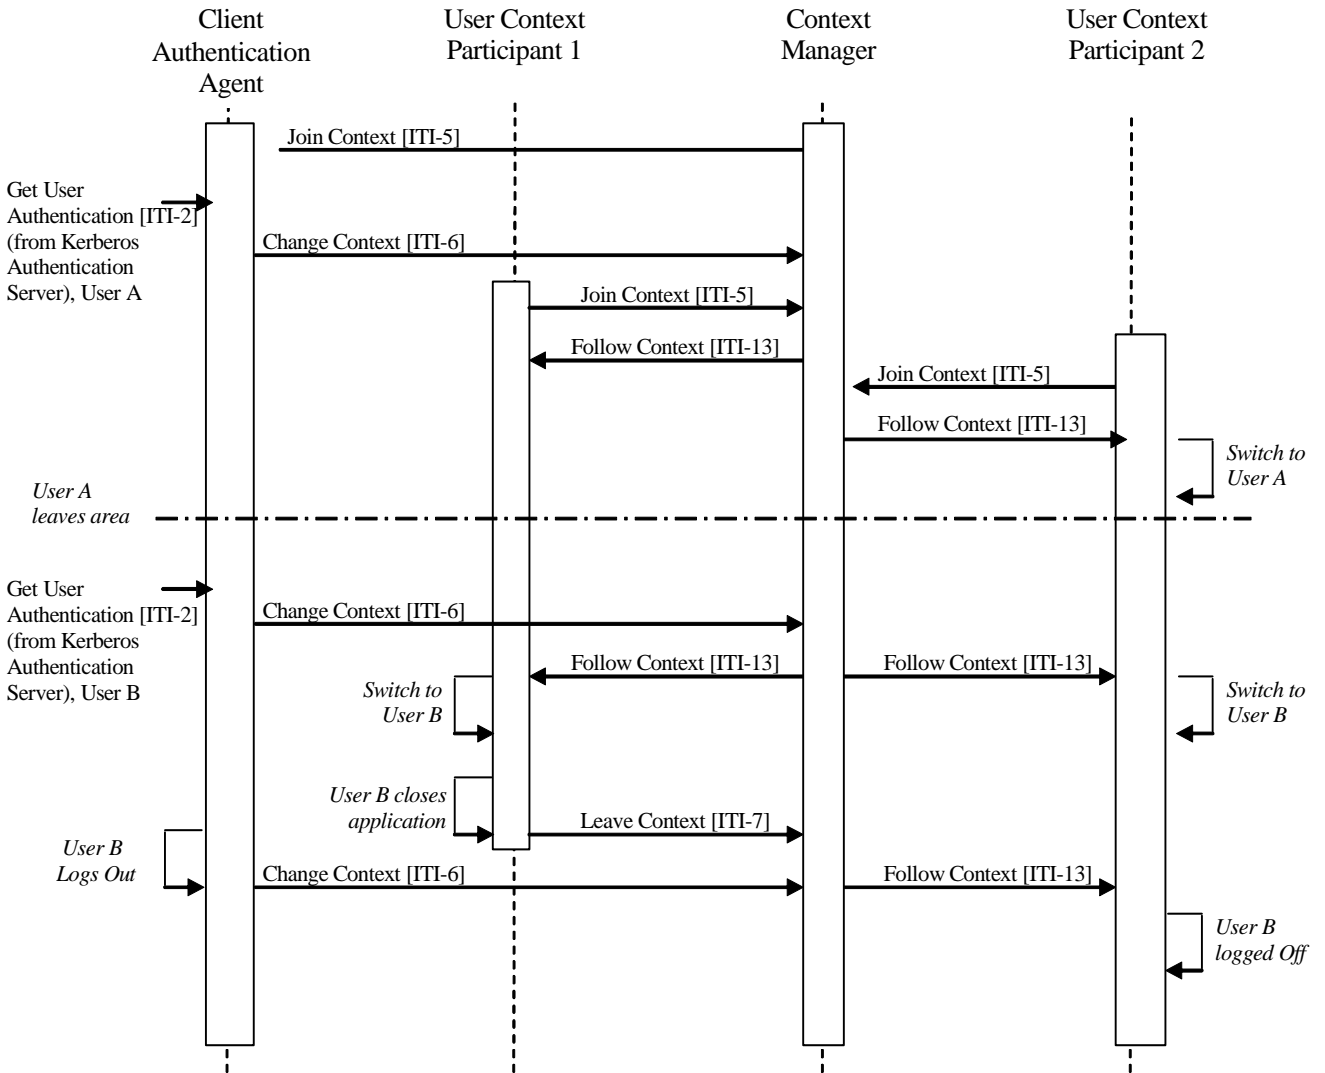 Client
Authentication
Agent
User Context
Participant 1
Context
Manager
User Context
Participant 2
Join Context [ITI-5]
Get User
Authentication [ITI-2]
(from Kerberos
Authentication
Server), User A
Change Context [ITI-6]
Join Context [ITI-5]
Follow Context [ITI-13]
Join Context [ITI-5]
Follow Context [ITI-13]
Switch to
User A
User A
leaves area
Get User
Authentication [ITI-2]
(from Kerberos
Authentication
Server), User B
Change Context [ITI-6]
Follow Context [ITI-13]
Follow Context [ITI-13]
Switch to
User B
Switch to
User B
User B closes
application
Leave Context [ITI-7]
User B
Logs Out
Change Context [ITI-6]
Follow Context [ITI-13]
User B
logged Off